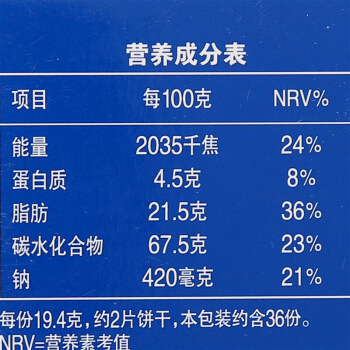 营养成分表
项目 每100克 NRV%
能量 2035千焦 24%
蛋白质 4.5克 8%
脂肪 21.5克 36%
碳水化合物 67.5克 23%
钠 420毫克 21%
每份19.4克，约2片饼干，本包装约含36份。
NRV=营养素考值